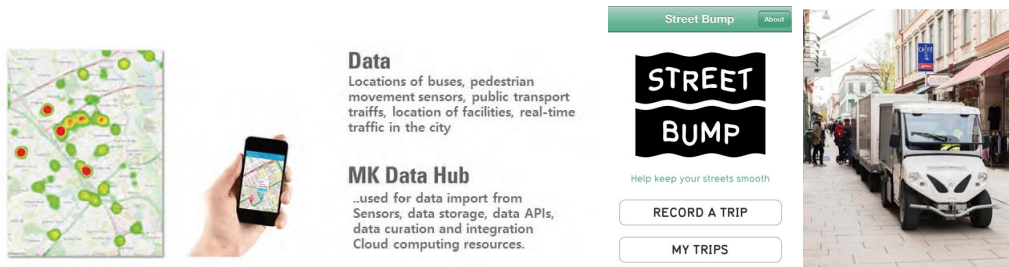 Data
Locations of buses, pedestrian
movement sensors, public transport
traiffs, location of facilities, real-time
traffic in the city
MK Data Hub
..used for data import from
Sensors, data storage, data APIs,
data curation and integration
Cloud computing resources.
Street Bump
About
STREET
BUMP
Help keep your streets smooth
RECORD A TRIP
MY TRIPS
CAFÉ